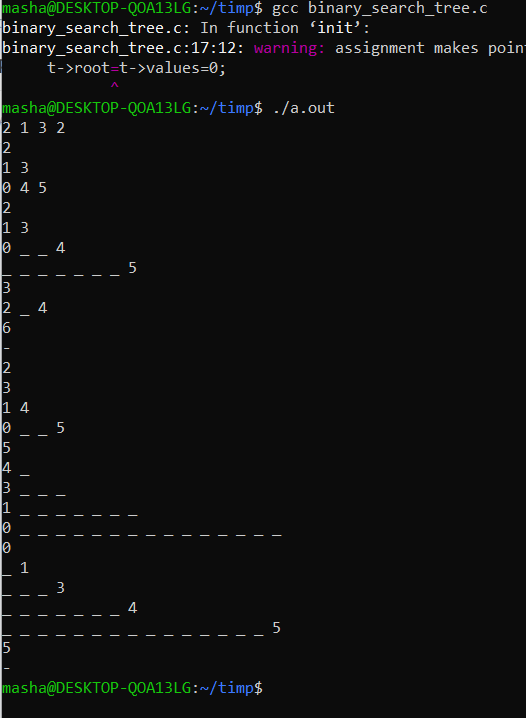 masha@DESKTOP-QOA13LG:~/timp$ gcc binary_search_tree.c
binary_search_tree.c: In function ‘init’:
binary_search_tree.c:17:12: warning: assignment makes poin
t->root=t->values=0;
^
masha@DESKTOP-QOA13LG:~/timp$ ./a.out
2 1 3 2
2
1 3
0 4 5
2
1 3
0 _ _ 4
_ _ _ _ _ _ _ 5
3
2 _ 4
6
-
2
3
1 4
0 _ _ 5
5
4 _
3 _ _ _
1 _ _ _ _ _ _ _
0 _ _ _ _ _ _ _ _ _ _ _ _ _ _ _
0
_ 1
_ _ _ 3
_ _ _ _ _ _ _ 4
_ _ _ _ _ _ _ _ _ _ _ _ _ _ _ 5
5
-
masha@DESKTOP-QOA13LG:~/timp$